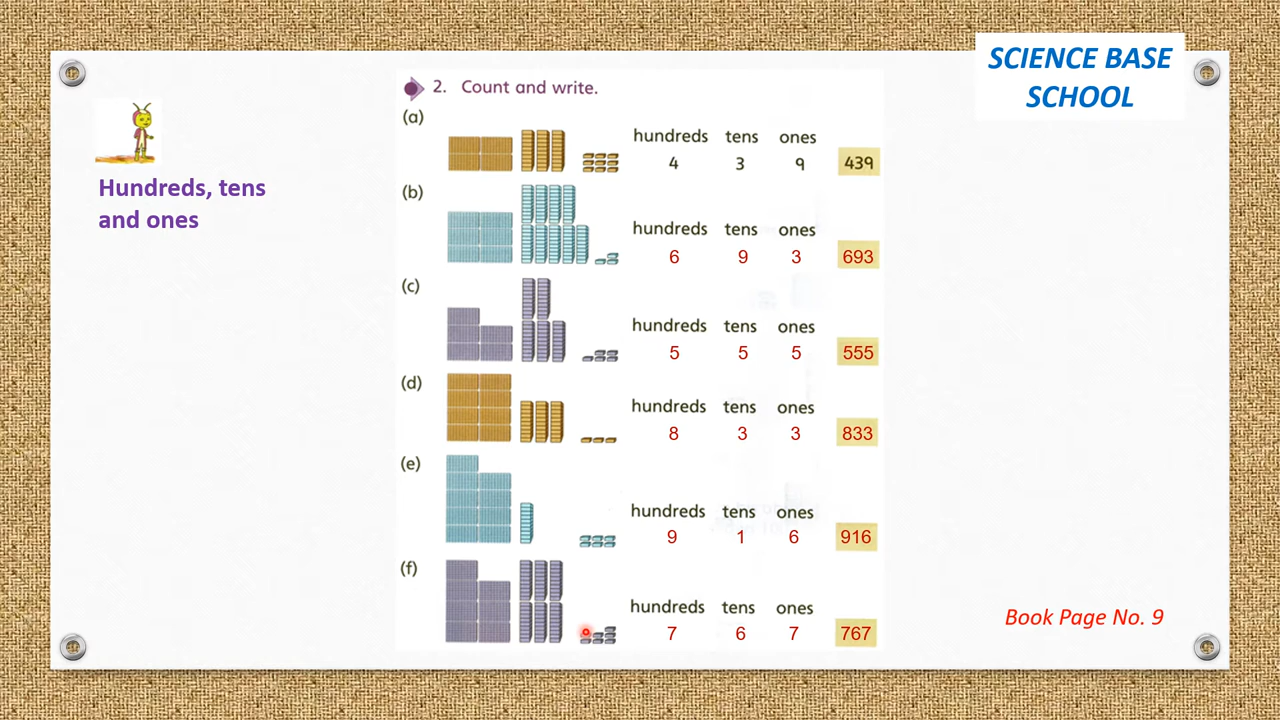 SCIENCE BASE
SCHOOL
2. Count and write.
Hundreds, tens
and ones
(a)
hundreds tens ones
4 3 9 439
(b)
hundreds tens ones
6 9 3 693
(c)
hundreds tens ones
5 5 5 555
(d)
hundreds tens ones
8 3 3 833
(e)
hundreds tens ones
9 1 6 916
(f)
hundreds tens ones
7 6 7 767
Book Page No. 9